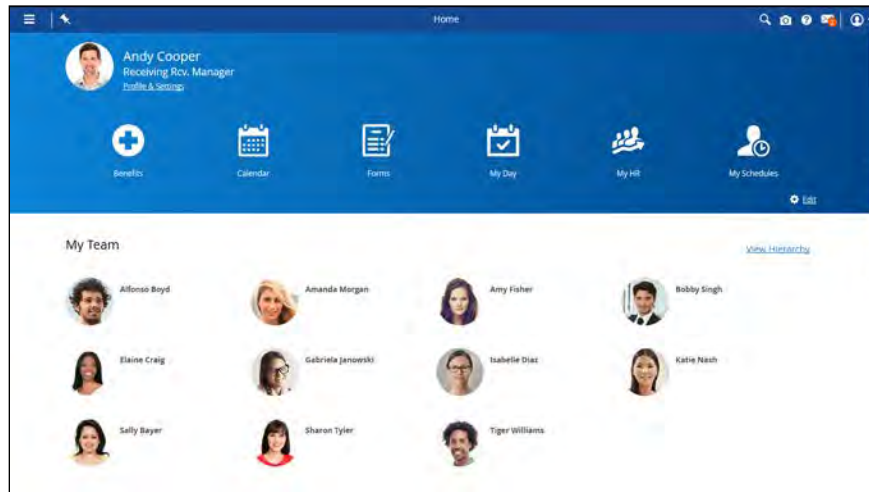 Home
Andy Cooper
Receiving Rcv. Manager
Profile & Settings
Benefits
Calendar
Forms
My Day
My HR
My Schedules
Edit
My Team
View Hierarchy
Alfonso Boyd
Amanda Morgan
Amy Fisher
Bobby Singh
Elaine Craig
Gabriela Janowski
Isabelle Diaz
Katie Nash
Sally Bayer
Sharon Tyler
Tiger Williams